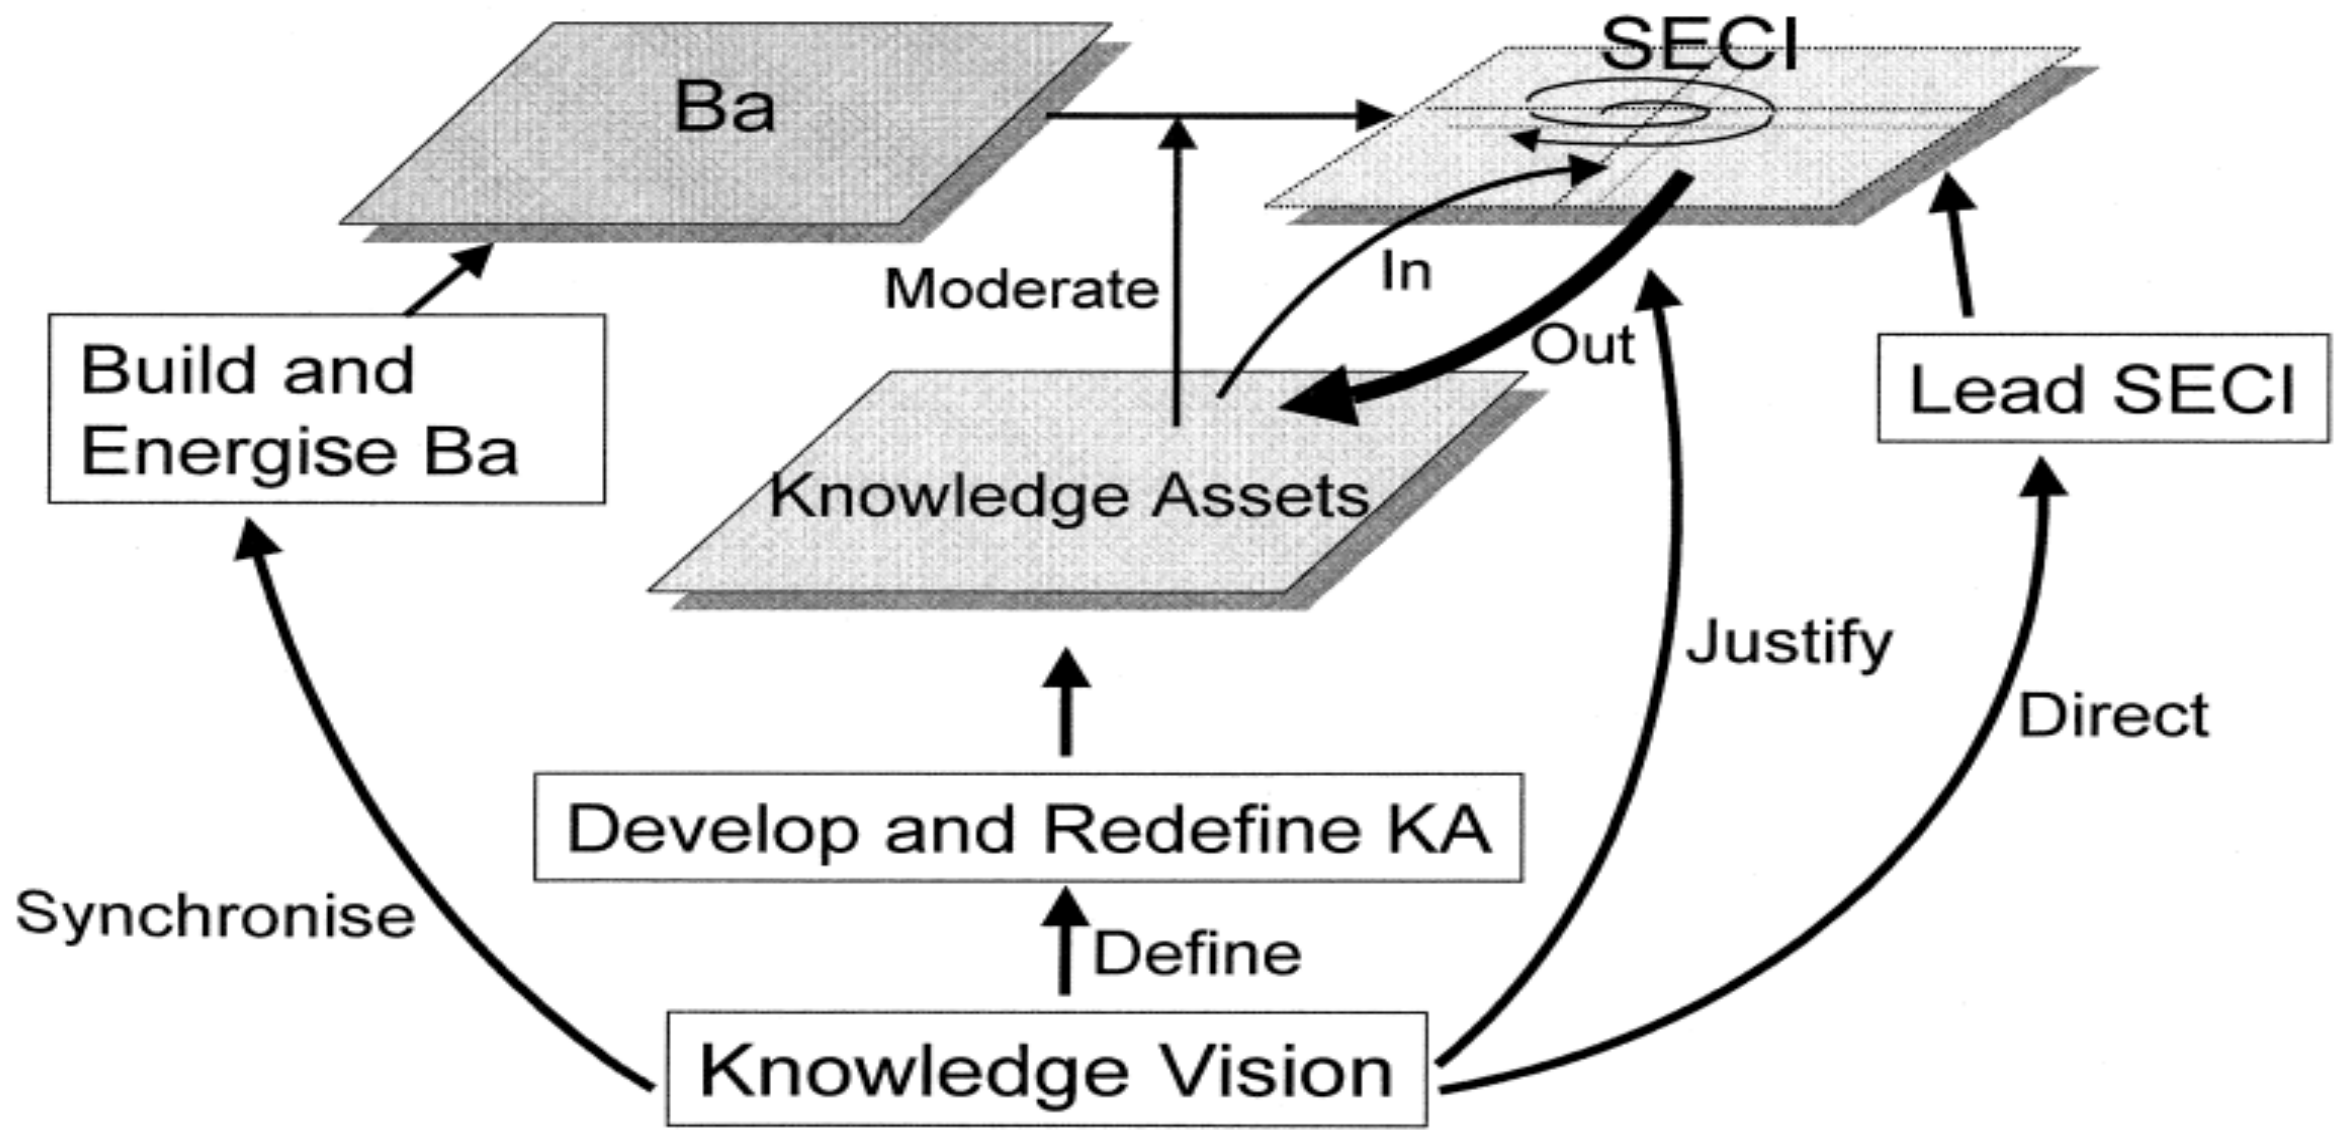 SECI
Ba
Moderate
In
Out
Build and
Energise Ba
Lead SECI
Knowledge Assets
Justify
Direct
Develop and Redefine KA
Synchronise
Define
Knowledge Vision